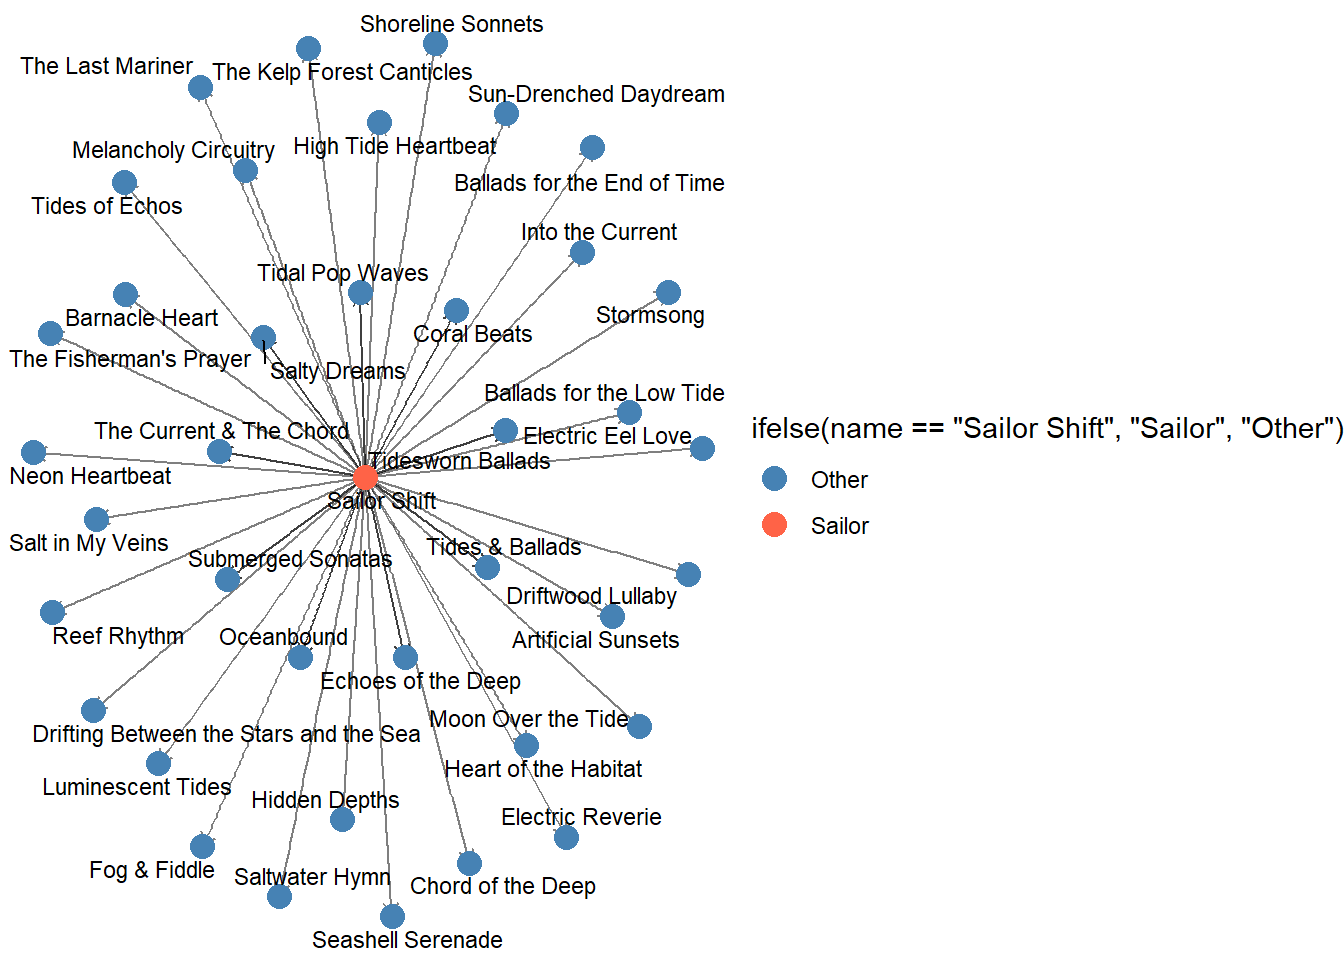 Shoreline Sonnets
The Last Mariner
The Kelp Forest Canticles
Sun-Drenched Daydream
High Tide Heartbeat
Melancholy Circuitry
Ballads for the End of Time
Tides of Echos
Into the Current
Tidal Pop Waves
Stormsong
Barnacle Heart
Coral Beats
The Fisherman's Prayer
Salty Dreams
Ballads for the Low Tide
The Current & The Chord
Electric Eel Love
Tidesworn Ballads
Neon Heartbeat
Sailor Shift
Salt in My Veins
Tides & Ballads
Submerged Sonatas
Driftwood Lullaby
Reef Rhythm
Oceanbound
Artificial Sunsets
Echoes of the Deep
Moon Over the Tide
Drifting Between the Stars and the Sea
Heart of the Habitat
Luminescent Tides
Hidden Depths
Electric Reverie
Fog & Fiddle
Saltwater Hymn
Chord of the Deep
Seashell Serenade
ifelse(name == "Sailor Shift", "Sailor", "Other")
Other
Sailor